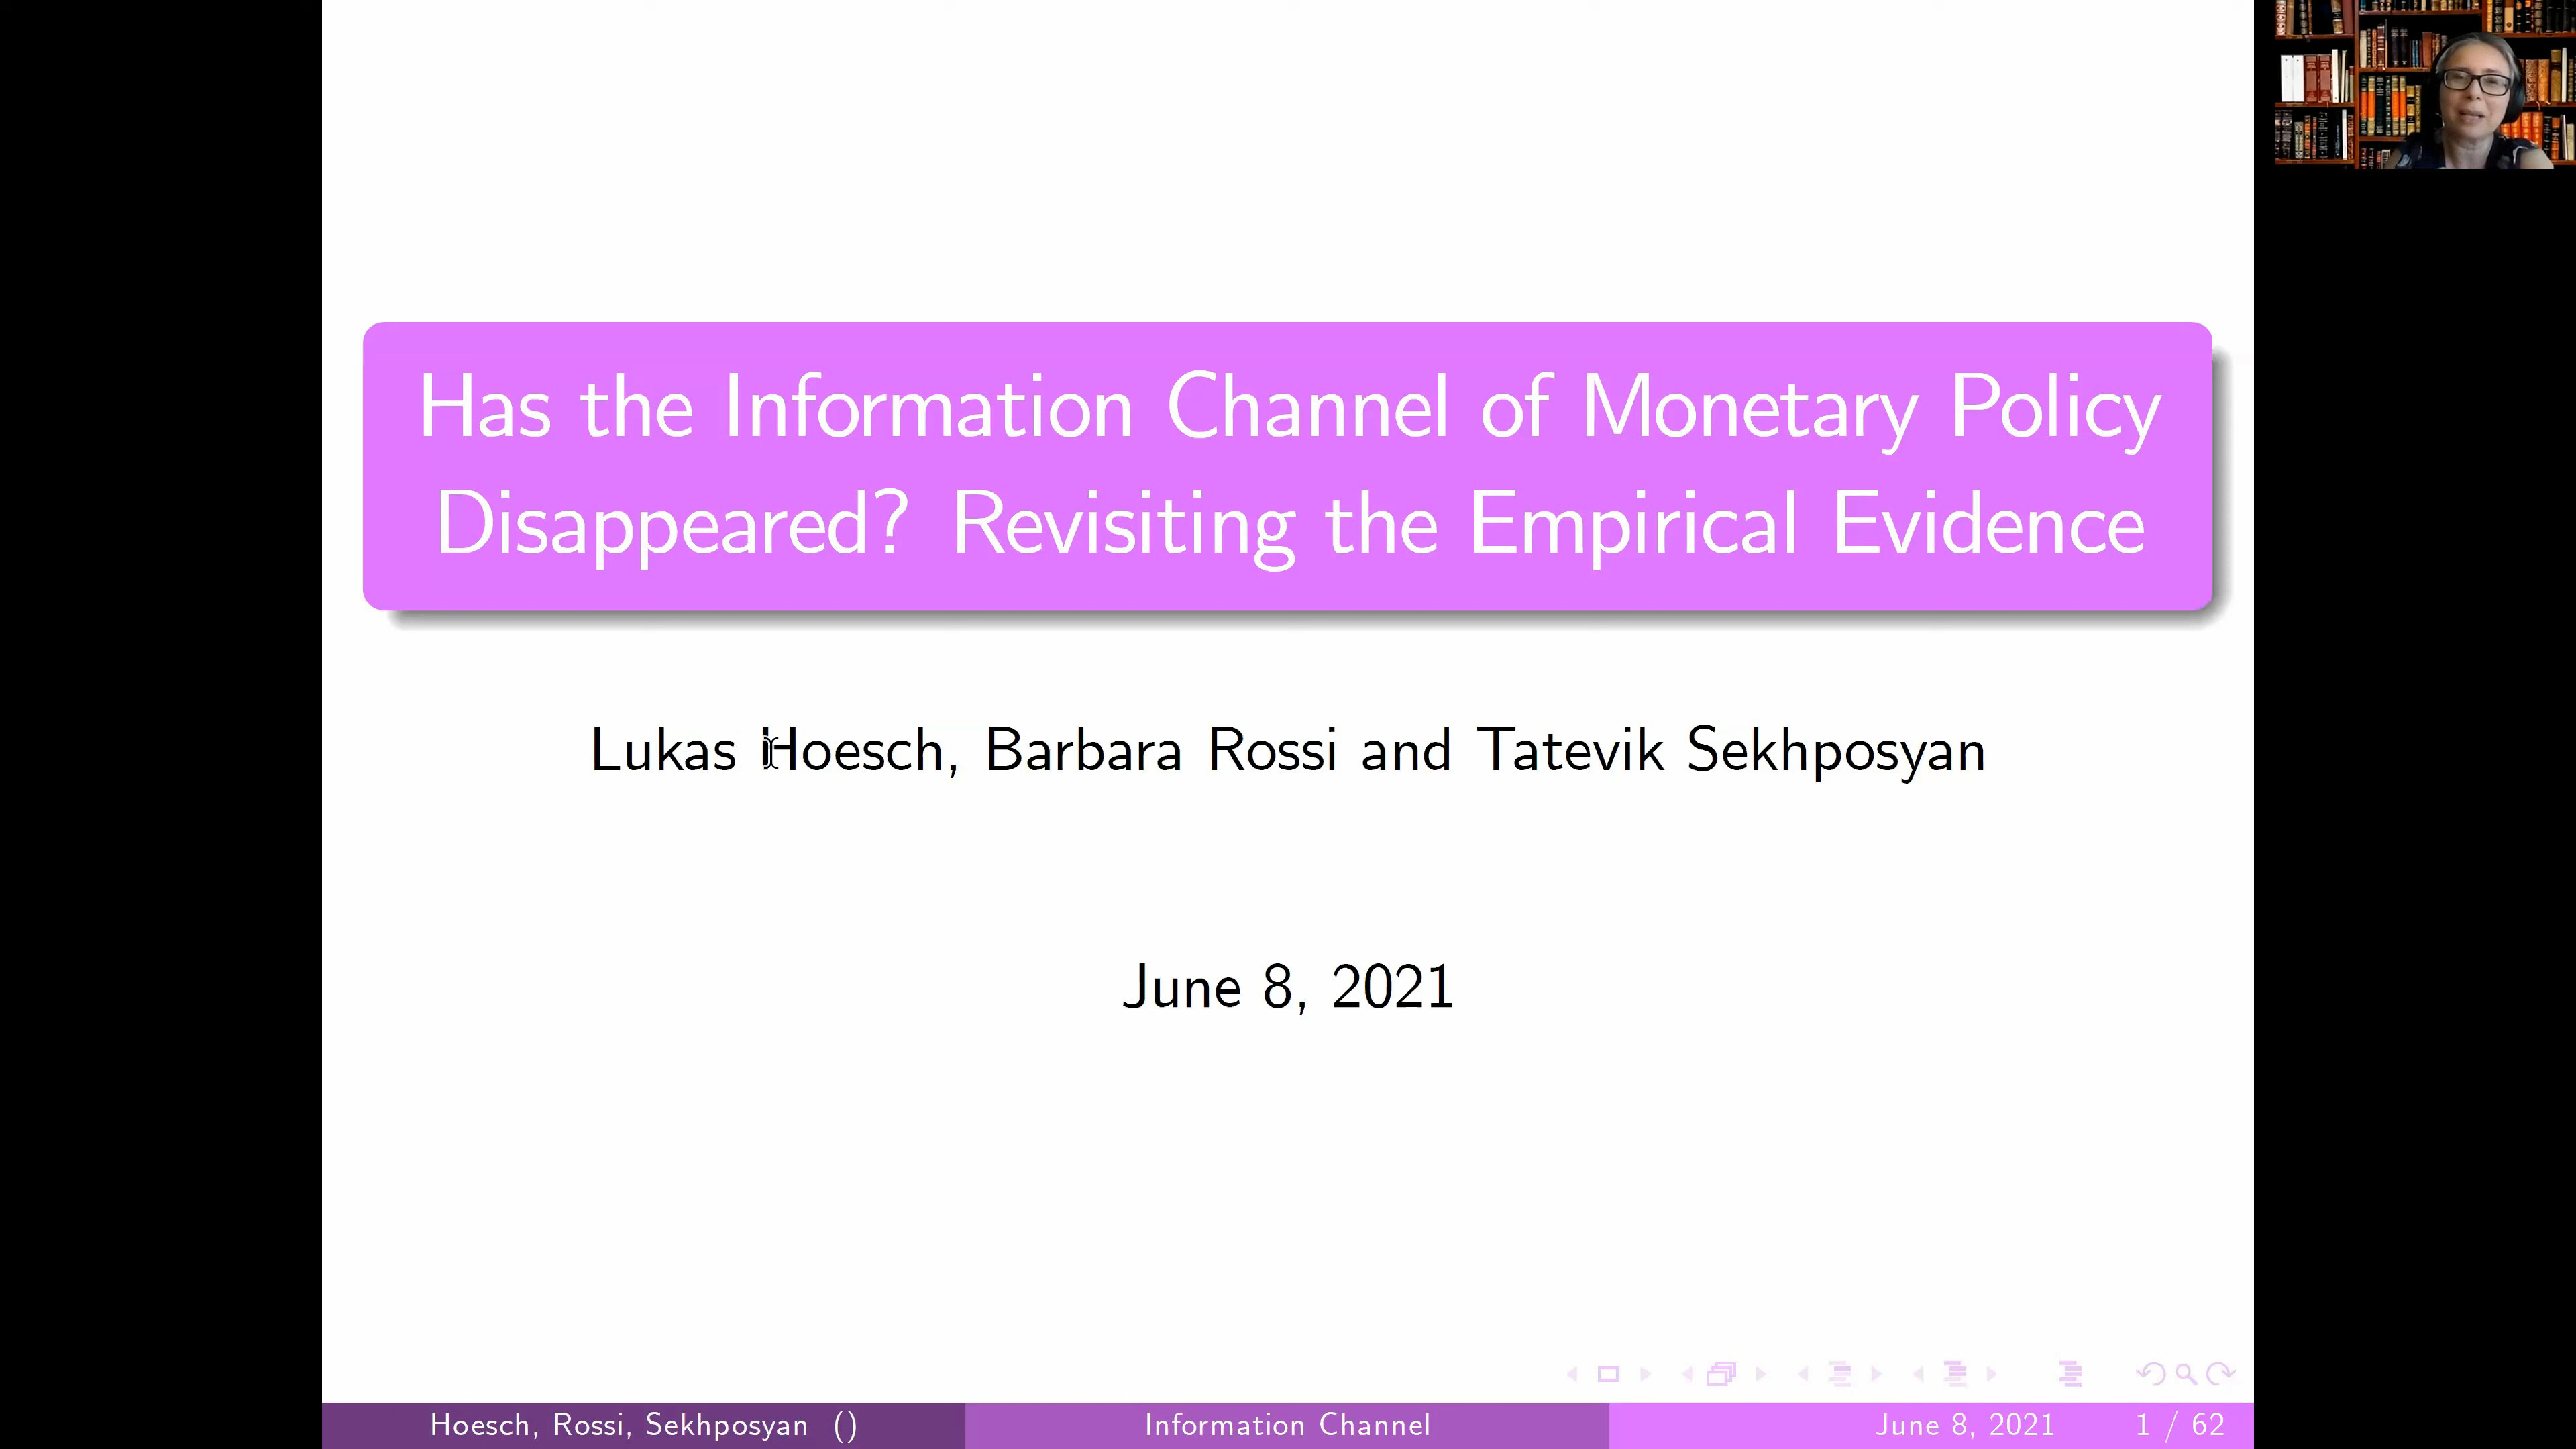 Has the Information Channel of Monetary Policy
Disappeared? Revisiting the Empirical Evidence
Lukas Hoesch, Barbara Rossi and Tatevik Sekhposyan
June 8, 2021
Hoesch, Rossi, Sekhposyan () Information Channel June 8, 2021 1 / 62